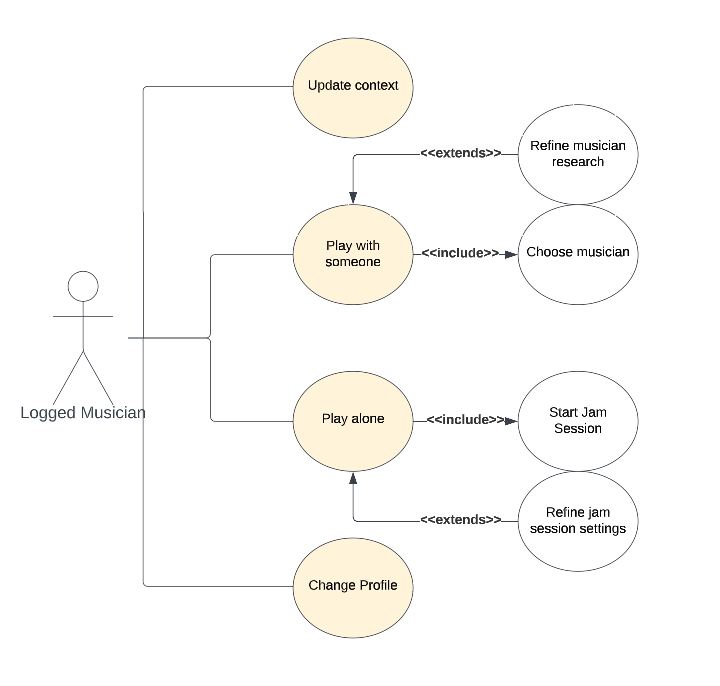 Update context
<<extends>>
Refine musician
research
Play with
someone
<<include>>
Choose musician
Logged Musician
Play alone
<<include>>
Start Jam
Session
<<extends>>
Refine jam
session settings
Change Profile